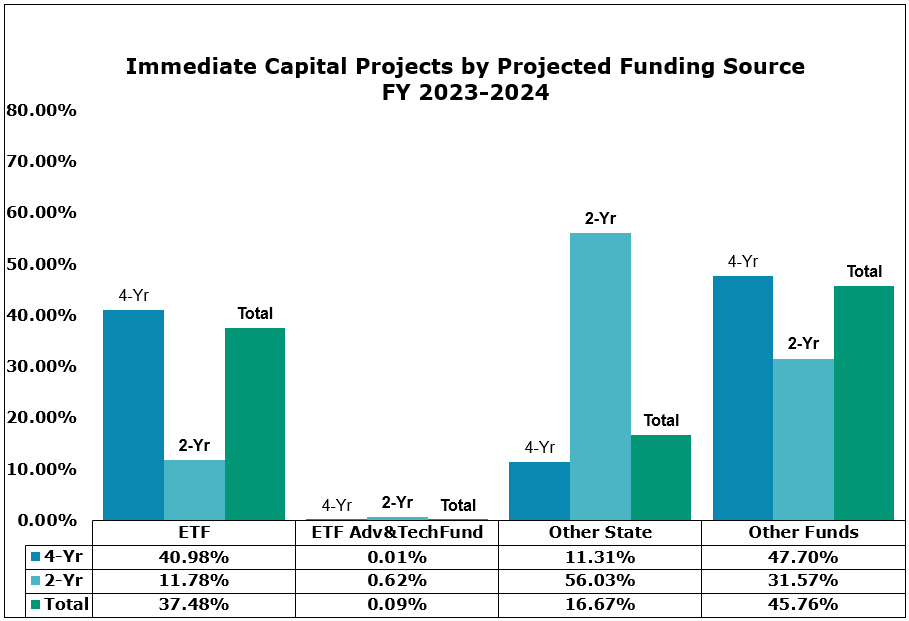 Immediate Capital Projects by Projected Funding Source
FY 2023-2024
80.00%
70.00%
60.00%
50.00%
40.00%
30.00%
20.00%
10.00%
0.00%
4-Yr
2-Yr
Total
4-Yr
2-Yr
Total
4-Yr
2-Yr
Total
4-Yr
2-Yr
Total
ETF ETF Adv&TechFund Other State Other Funds
4-Yr 40.98% 0.01% 11.31% 47.70%
2-Yr 11.78% 0.62% 56.03% 31.57%
Total 37.48% 0.09% 16.67% 45.76%